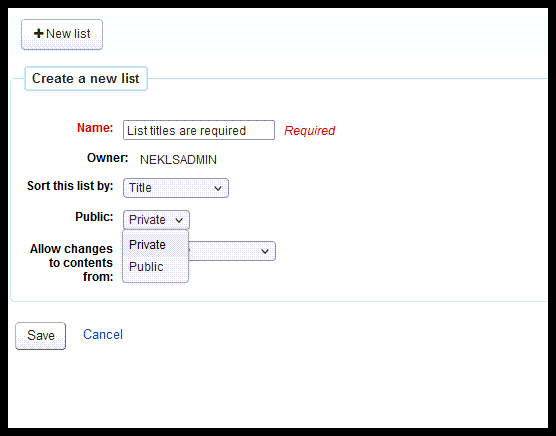 + New list
Create a new list
Name: List titles are required Required
Owner: NEKLSADMIN
Sort this list by: Title
Public: Private
Private
Public
Allow changes
to contents
from:
Save Cancel